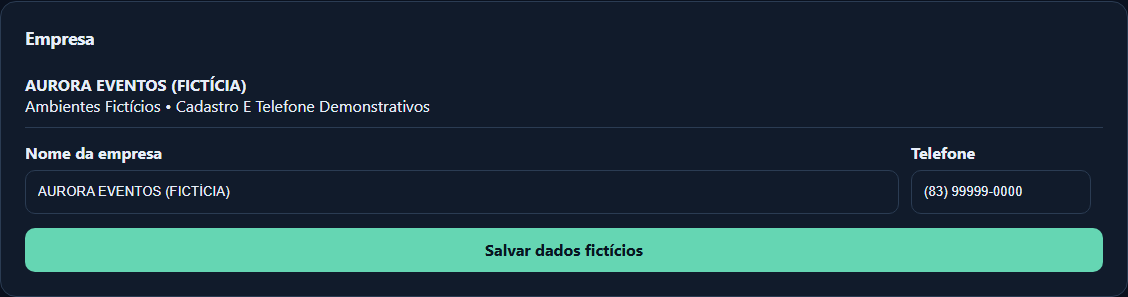 Empresa
AURORA EVENTOS (FICTÍCIA)
Ambientes Fictícios • Cadastro E Telefone Demonstrativos
Nome da empresa
Telefone
AURORA EVENTOS (FICTÍCIA)
(83) 99999-0000
Salvar dados fictícios